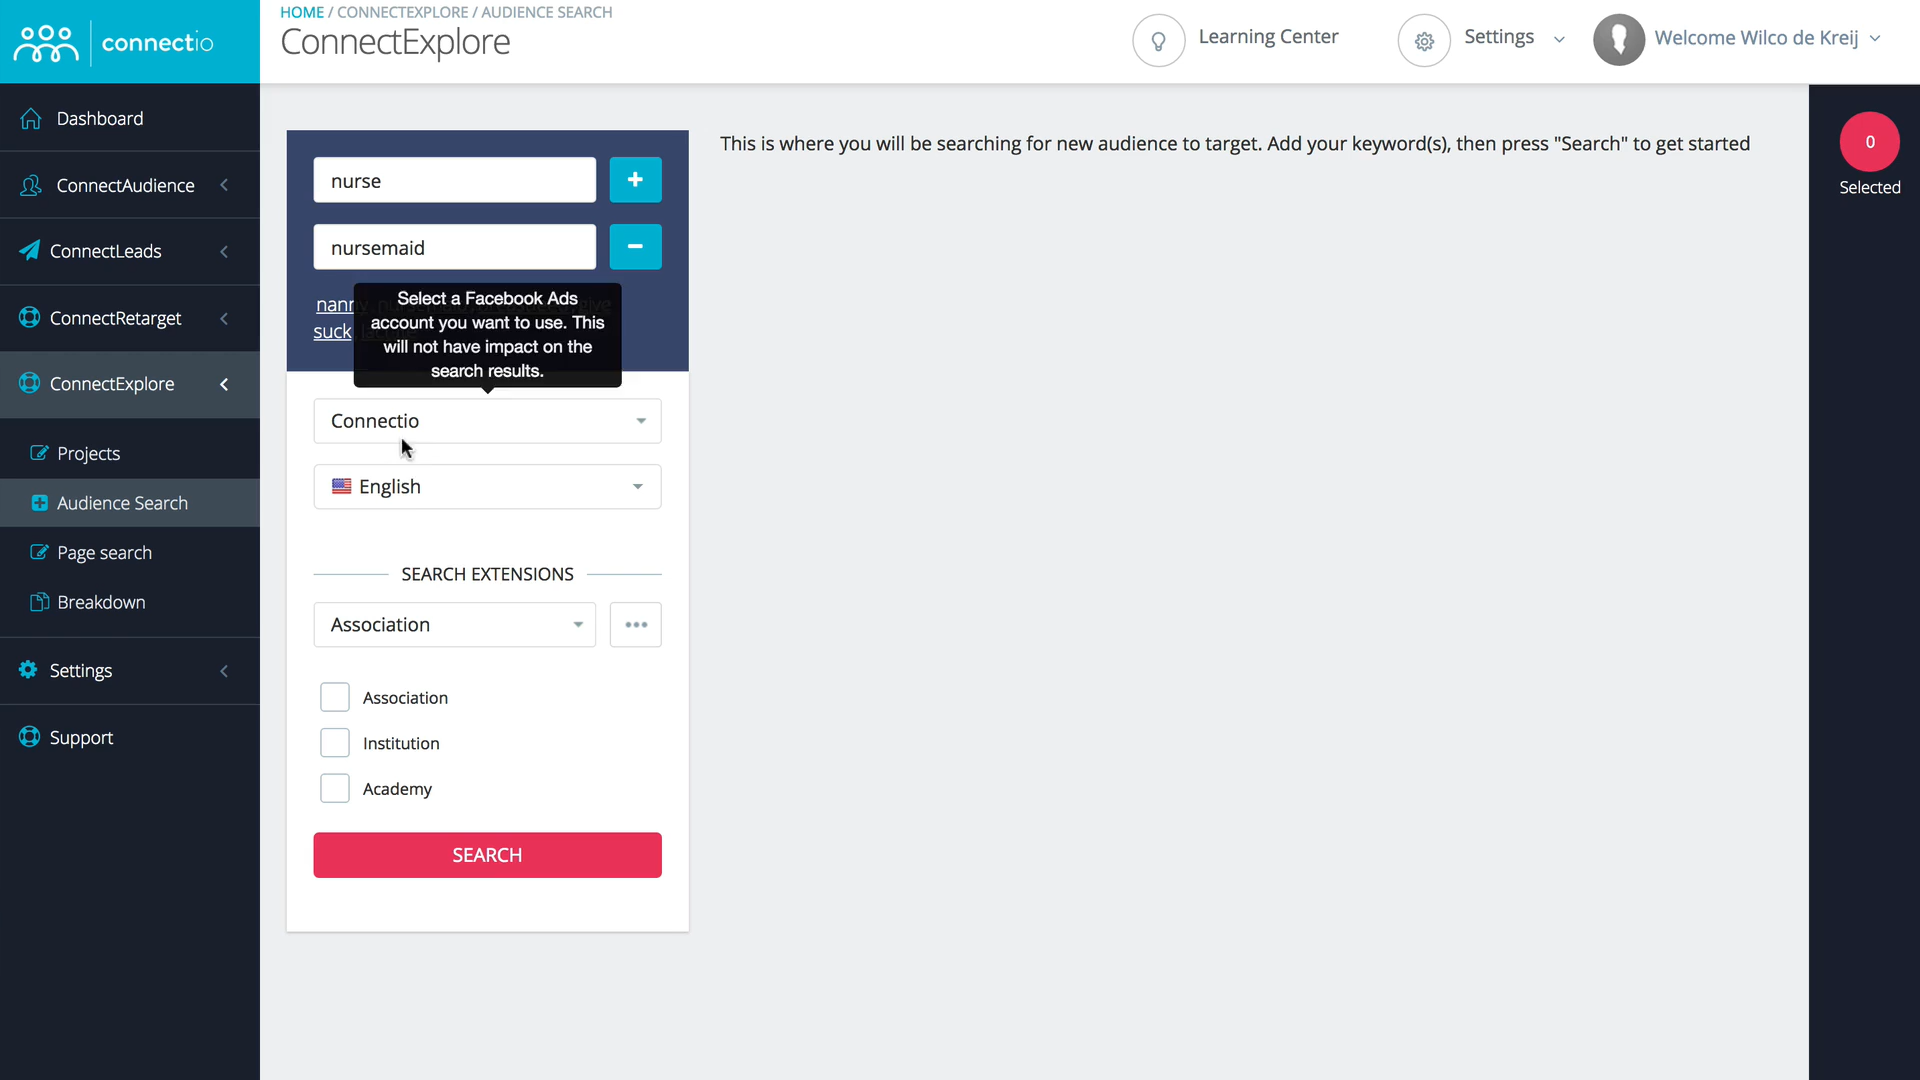 connectio
HOME / CONNECTEXPLORE / AUDIENCE SEARCH
ConnectExplore
Learning Center
Settings
Welcome Wilco de Kreij
Dashboard
ConnectAudience
ConnectLeads
ConnectRetarget
ConnectExplore
Projects
Audience Search
Page search
Breakdown
Settings
Support
nurse
+
nursemaid
−
suck
Select a Facebook Ads
account you want to use. This
will not have impact on the
search results.
Connectio
English
SEARCH EXTENSIONS
Association
Association
Institution
Academy
SEARCH
This is where you will be searching for new audience to target. Add your keyword(s), then press "Search" to get started
0
Selected